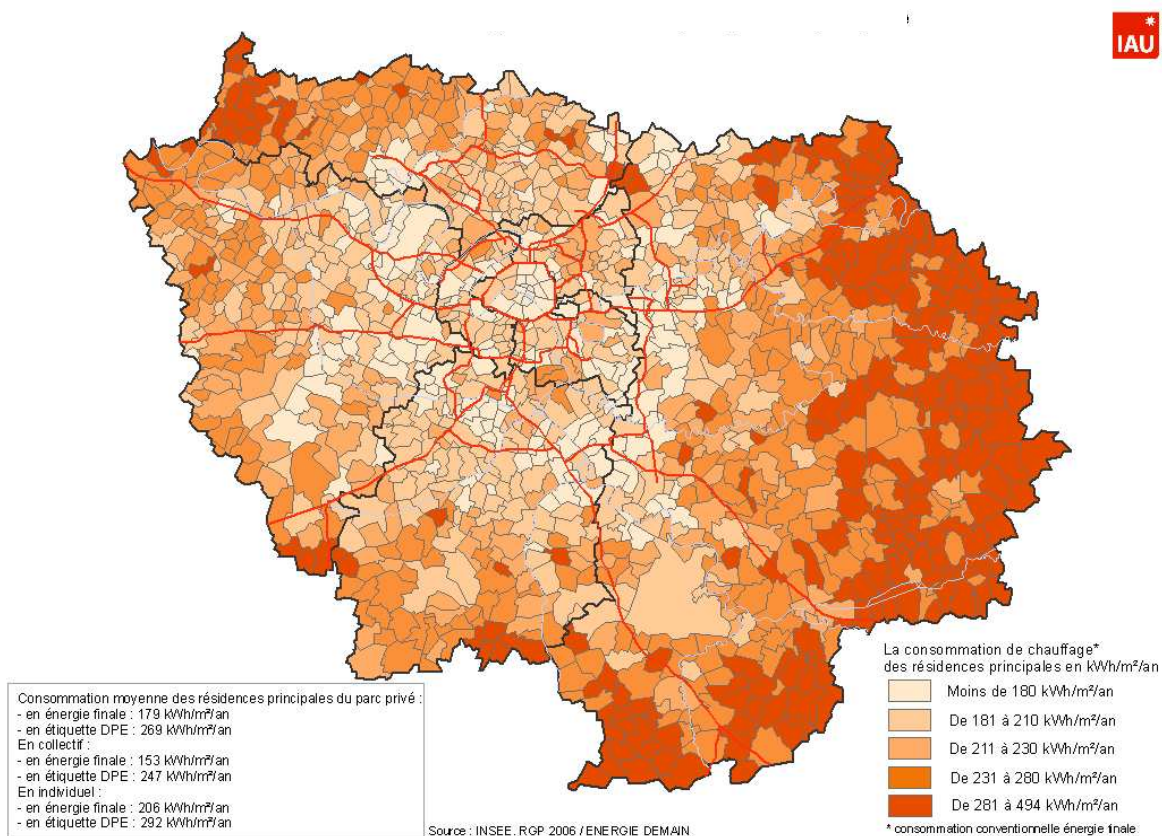 IAU
La consommation de chauffage*
des résidences principales en kWh/m²/an
Moins de 180 kWh/m²/an
De 181 à 210 kWh/m²/an
De 211 à 230 kWh/m²/an
De 231 à 280 kWh/m²/an
De 281 à 494 kWh/m²/an
* consommation conventionelle énergie finale
Consommation moyenne des résidences principales du parc privé :
- en énergie finale : 179 kWh/m²/an
- en étiquette DPE : 269 kWh/m²/an
En collectif :
- en énergie finale : 153 kWh/m²/an
- en étiquette DPE : 247 kWh/m²/an
En individuel :
- en énergie finale : 206 kWh/m²/an
- en étiquette DPE : 292 kWh/m²/an
Source : INSEE. RGP 2006 / ENERGIE DEMAIN